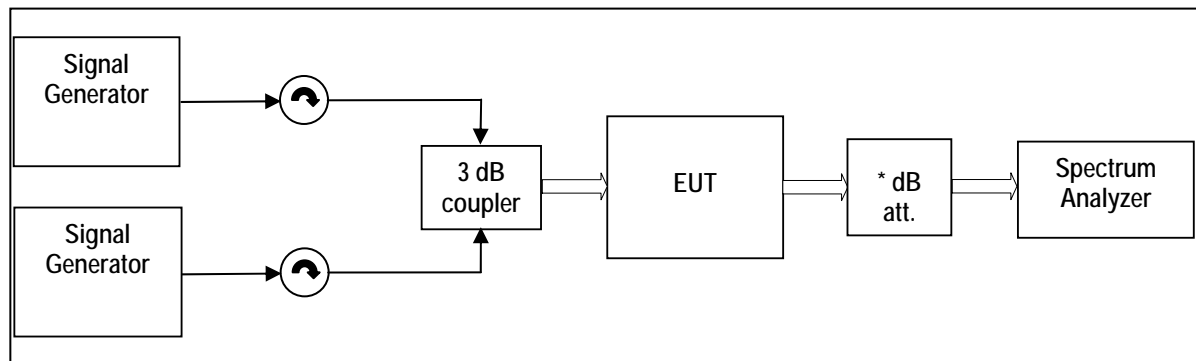 Signal
Generator
3 dB
coupler
EUT
* dB
att.
Spectrum
Analyzer
Signal
Generator